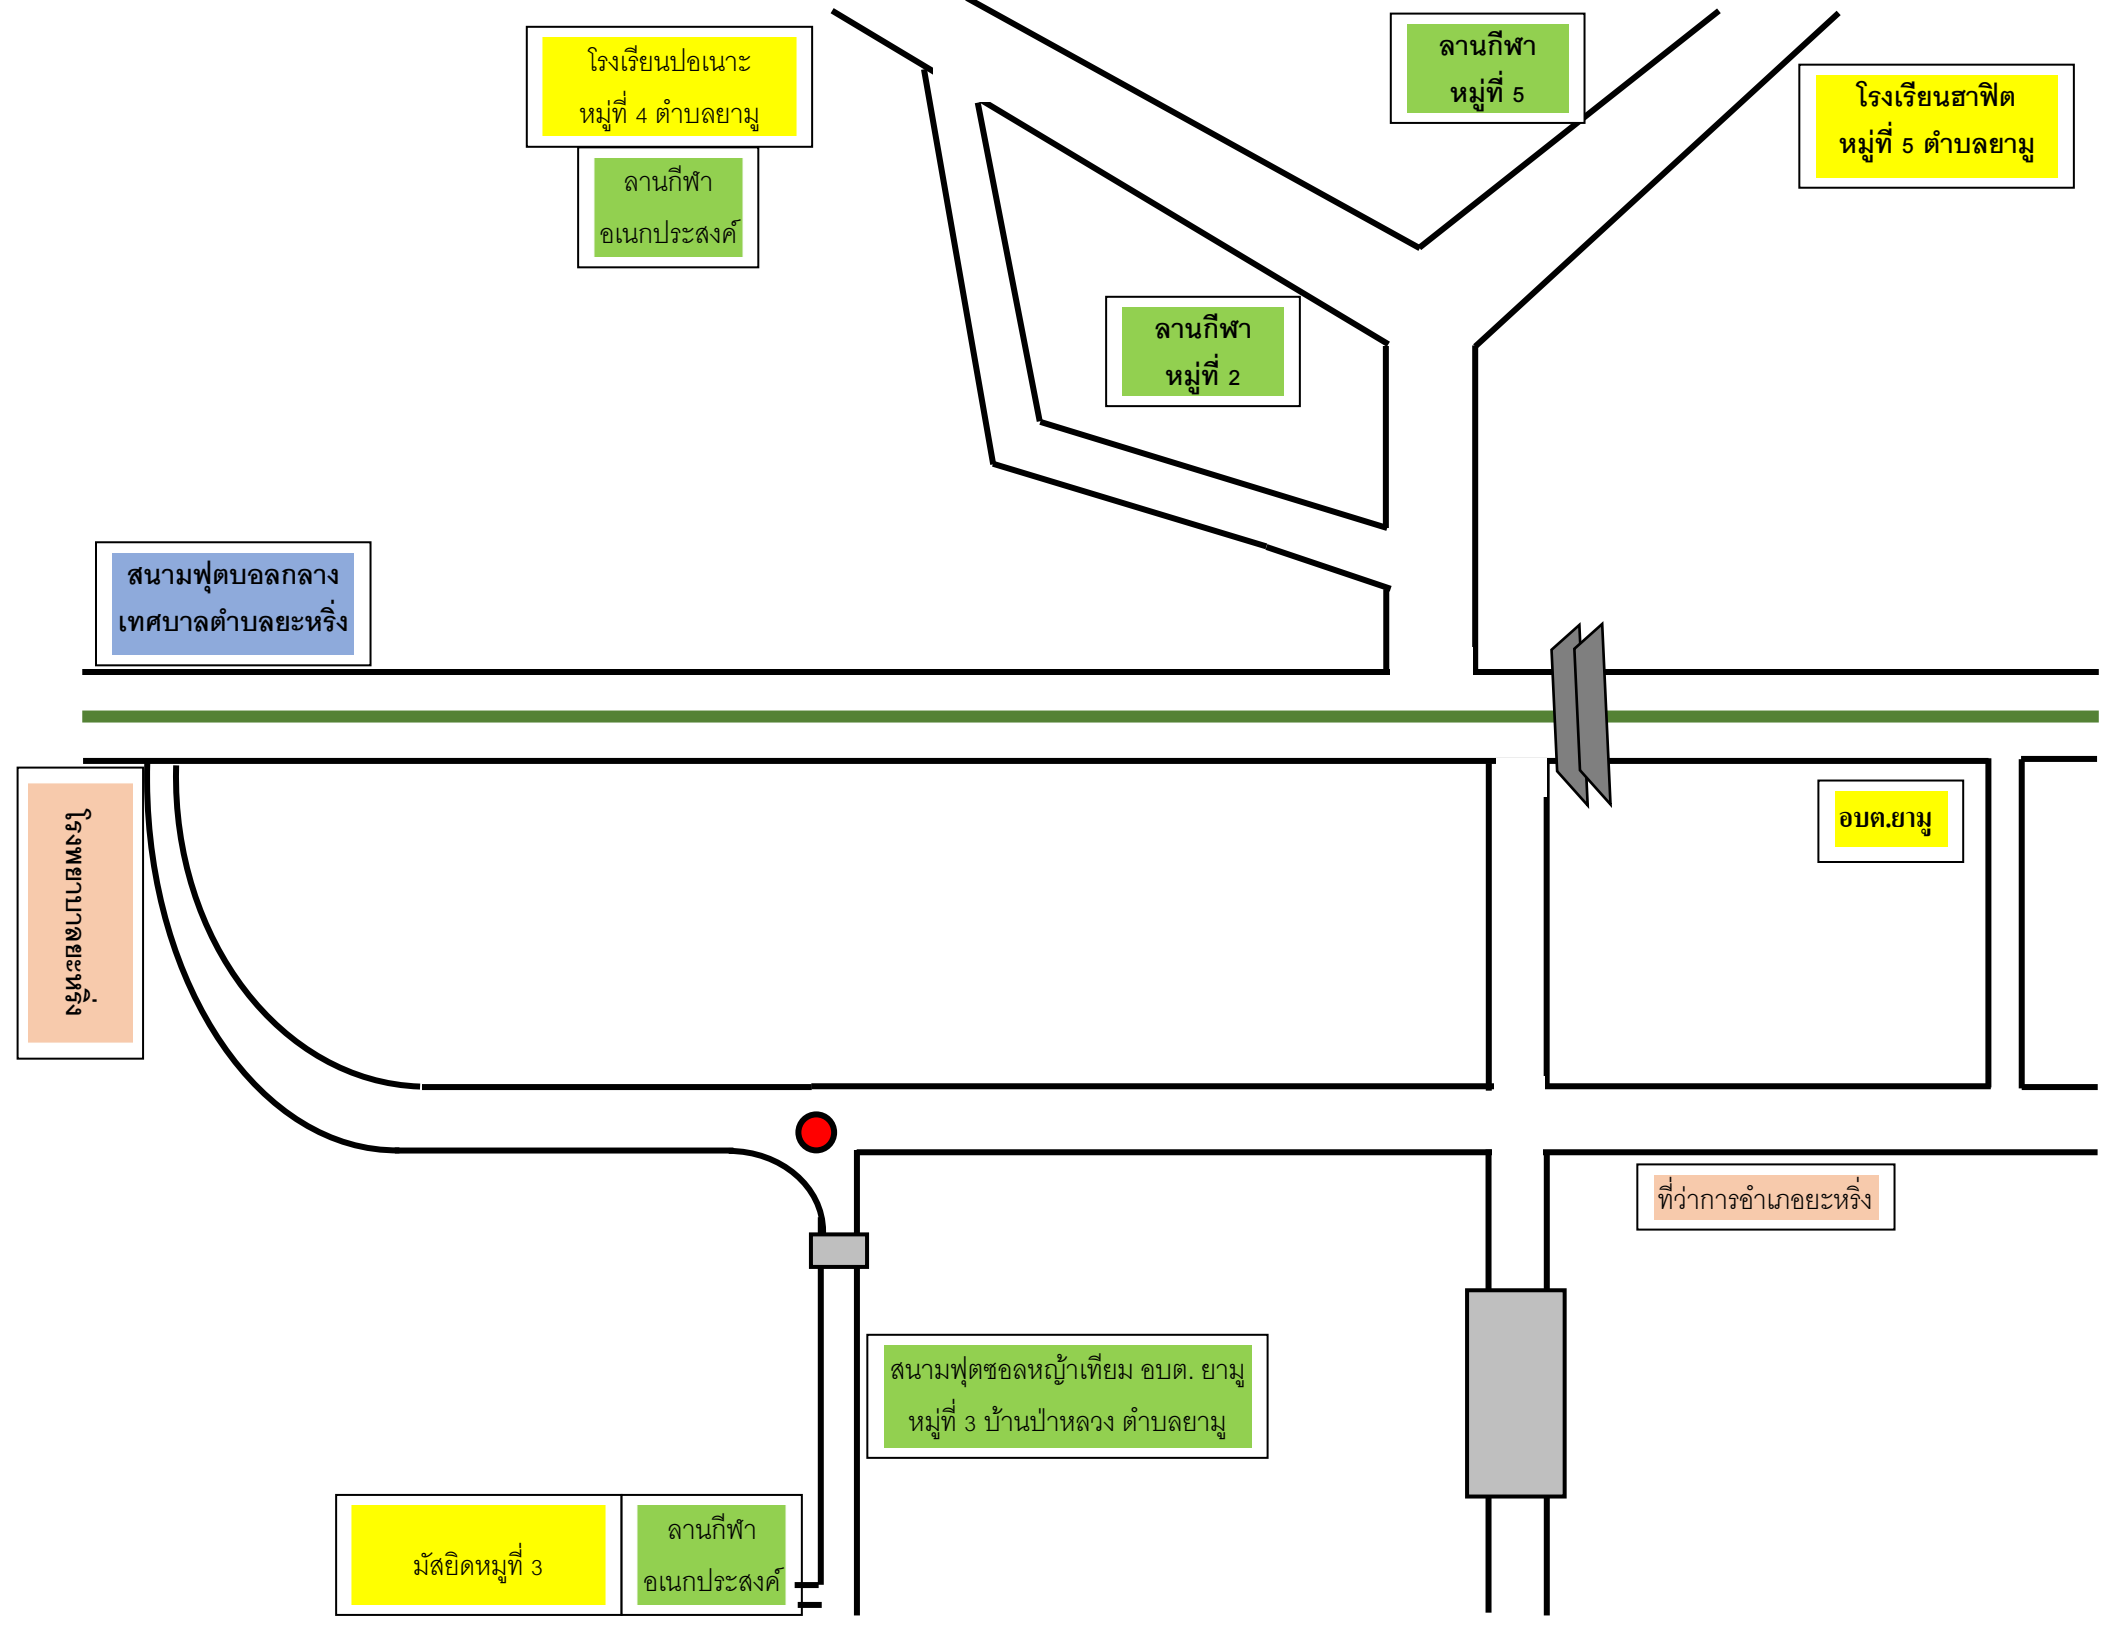 โรงเรียนปอเนาะ
หมู่ที่ 4 ตำบลยามู
ลานกีฬา
อเนกประสงค์
ลานกีฬา
หมู่ที่ 5
โรงเรียนฮาฟิต
หมู่ที่ 5 ตำบลยามู
ลานกีฬา
หมู่ที่ 2
สนามฟุตบอลกลาง
เทศบาลตำบลยะหริ่ง
โรงพยาบาลยะหริ่ง
อบต.ยามู
ที่ว่าการอำเภอยะหริ่ง
สนามฟุตซอลหญ้าเทียม อบต. ยามู
หมู่ที่ 3 บ้านป่าหลวง ตำบลยามู
มัสยิดหมูที่ 3
ลานกีฬา
อเนกประสงค์